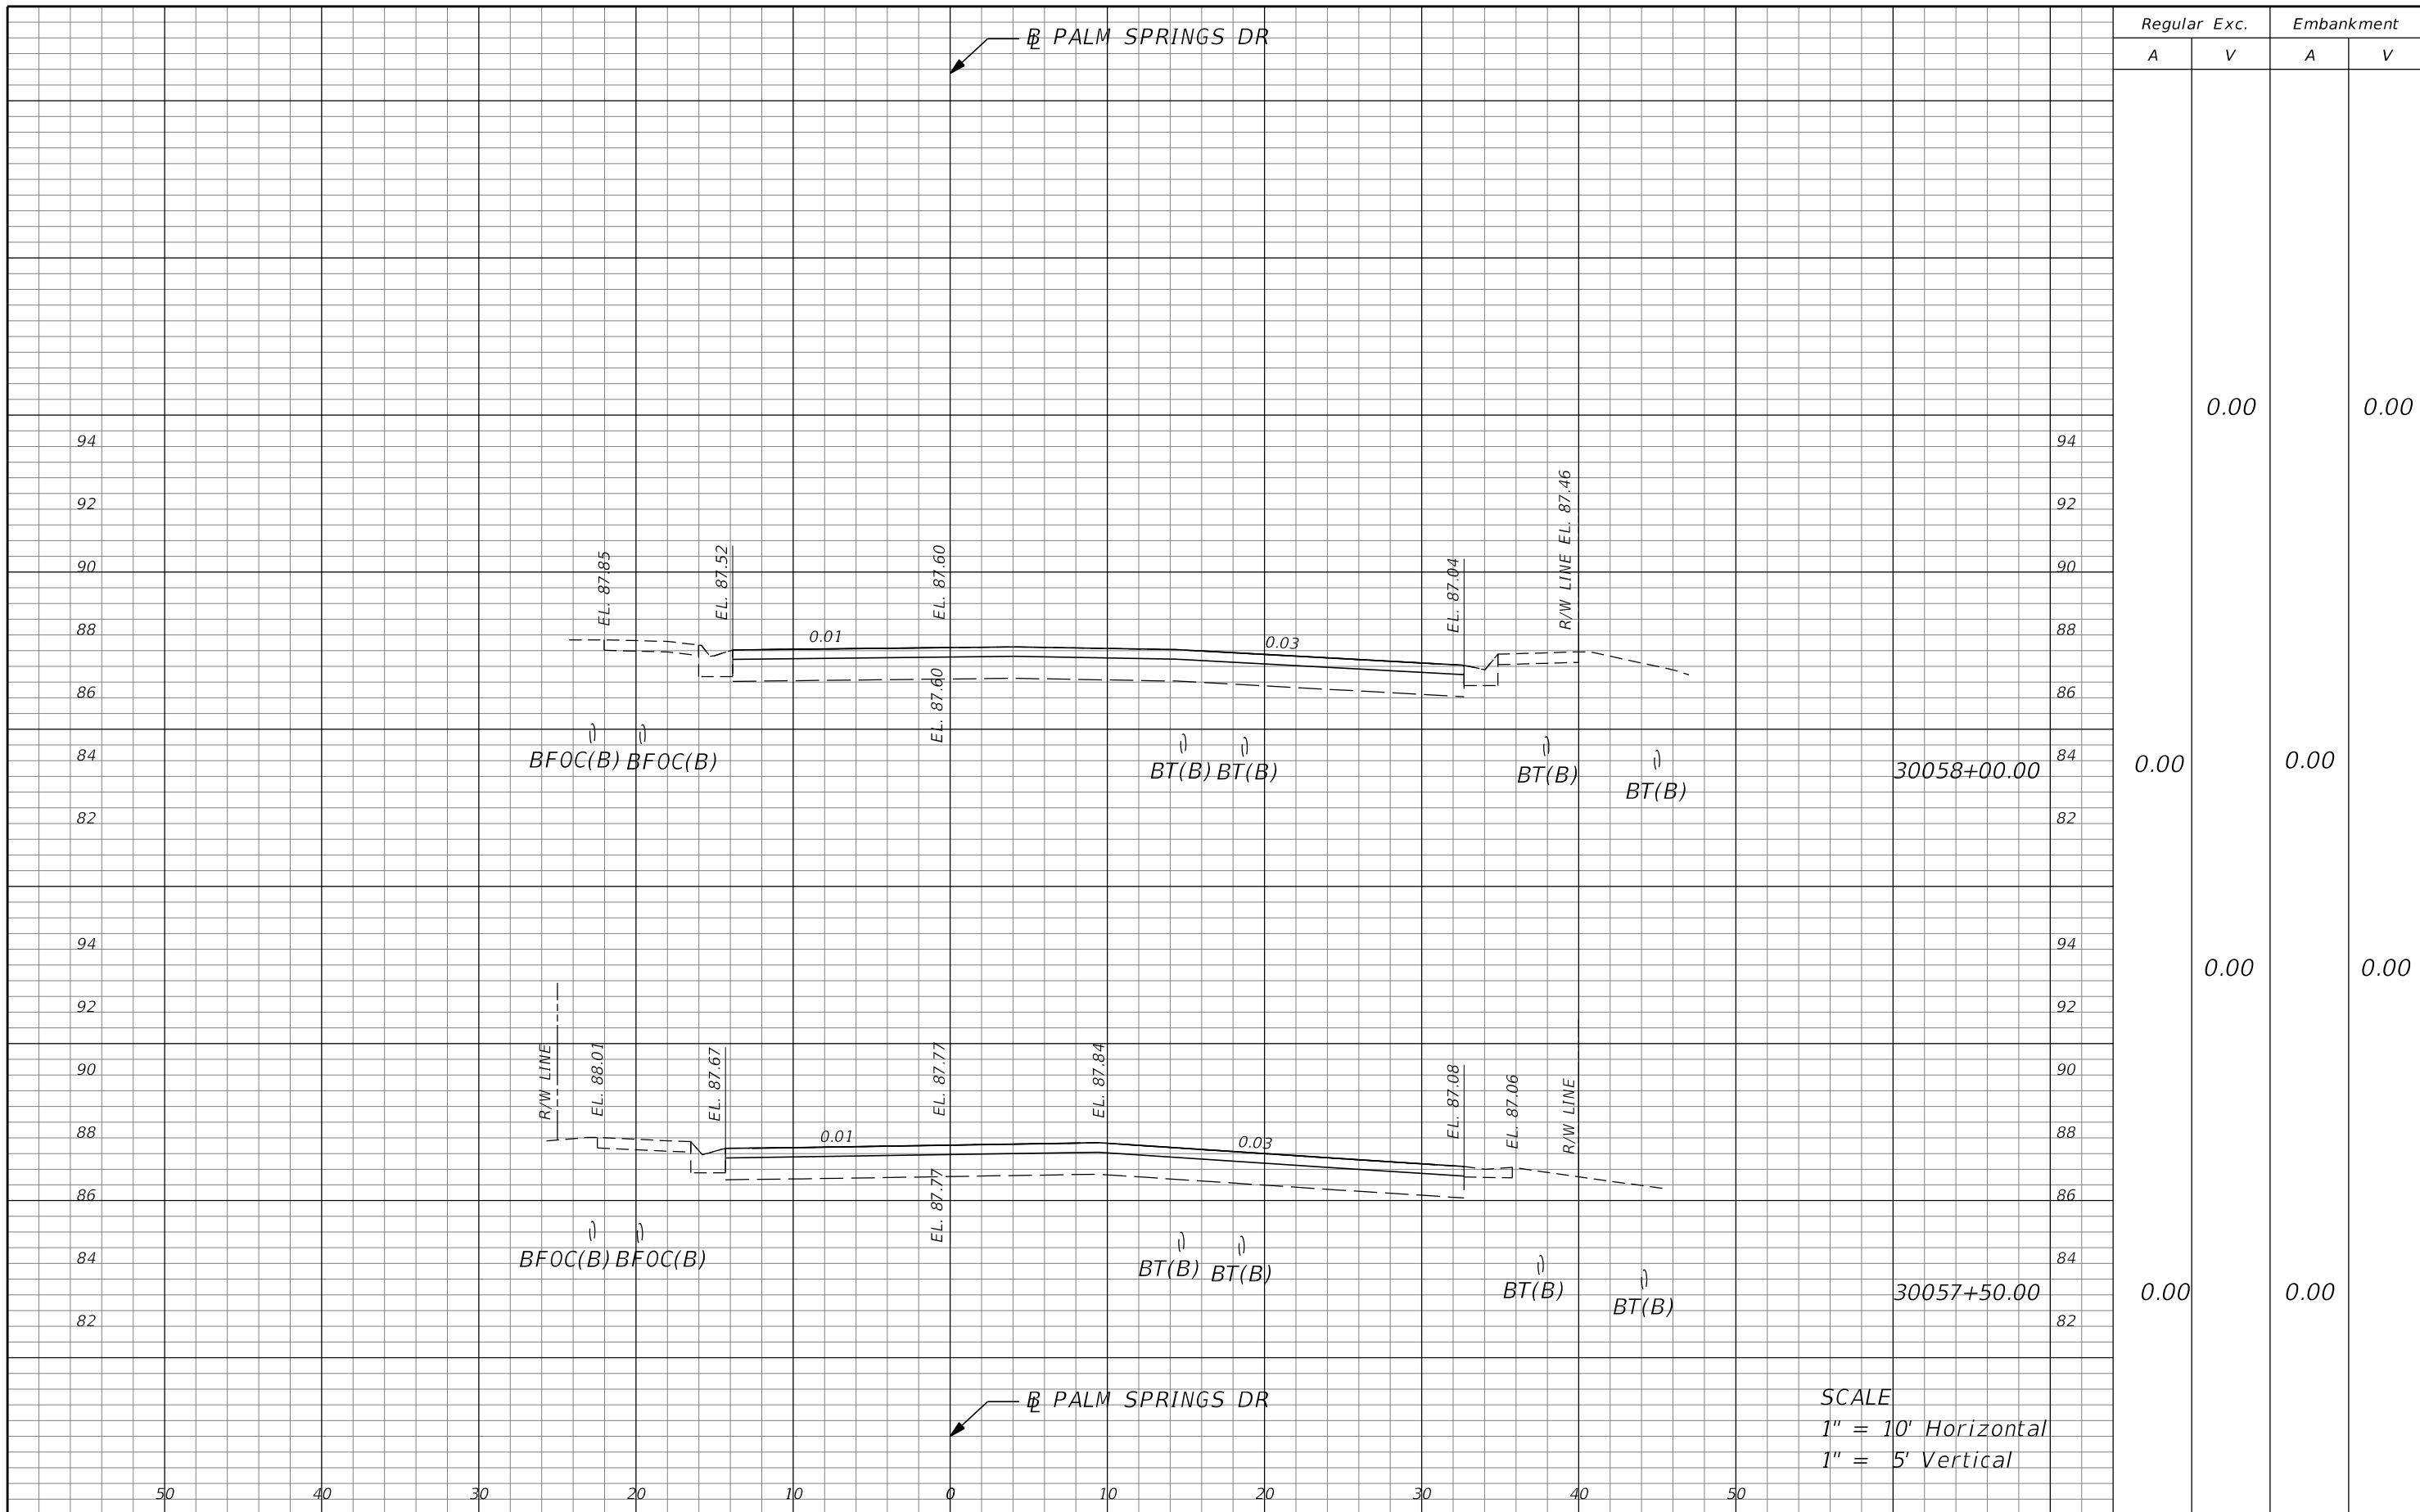 Regular Exc. Embankment
A V A V
BL PALM SPRINGS DR
0.00 0.00
94 94
92 92
90 90
88 88
86 86
84 84
82 82
EL. 87.85
EL. 87.52
EL. 87.60
EL. 87.04
R/W LINE EL. 87.46
0.01 0.03
EL. 87.60
BFOC(B) BFOC(B) BT(B) BT(B) BT(B) BT(B)
30058+00.00 0.00 0.00
0.00 0.00
94 94
92 92
90 90
88 88
86 86
84 84
82 82
R/W LINE
EL. 88.01
EL. 87.67
EL. 87.77
EL. 87.84
EL. 87.08
EL. 87.06
R/W LINE
0.01 0.03
EL. 87.77
BFOC(B) BFOC(B) BT(B) BT(B) BT(B) BT(B)
30057+50.00 0.00 0.00
BL PALM SPRINGS DR
SCALE
1" = 10' Horizontal
1" = 5' Vertical
50 40 30 20 10 0 10 20 30 40 50